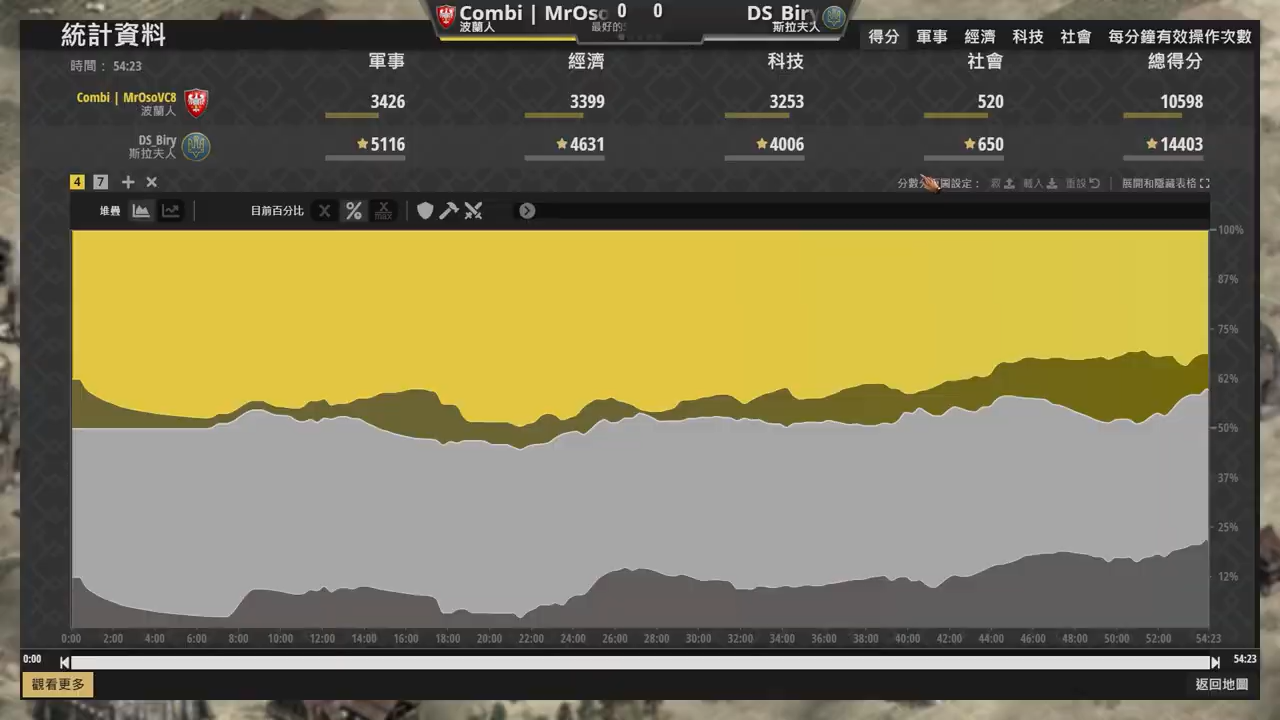 Combi | MrOso 0 0 DS_Biry
波蘭人 最好的 斯拉夫人
統計資料
得分 軍事 經濟 科技 社會 每分鐘有效操作次數
時間： 54:23
軍事 經濟 科技 社會 總得分
Combi | MrOsoVC8 3426 3399 3253 520 10598
波蘭人
DS_Biry 5116 4631 4006 650 14403
斯拉夫人
4 7
載入 重設 展開和隱藏表格
堆疊 目前百分比 X % X max
100%
87%
75%
62%
50%
37%
25%
12%
0:00 2:00 4:00 6:00 8:00 10:00 12:00 14:00 16:00 18:00 20:00 22:00 24:00 26:00 28:00 30:00 32:00 34:00 36:00 38:00 40:00 42:00 44:00 46:00 48:00 50:00 52:00 54:23
0:00 54:23
觀看更多 返回地圖